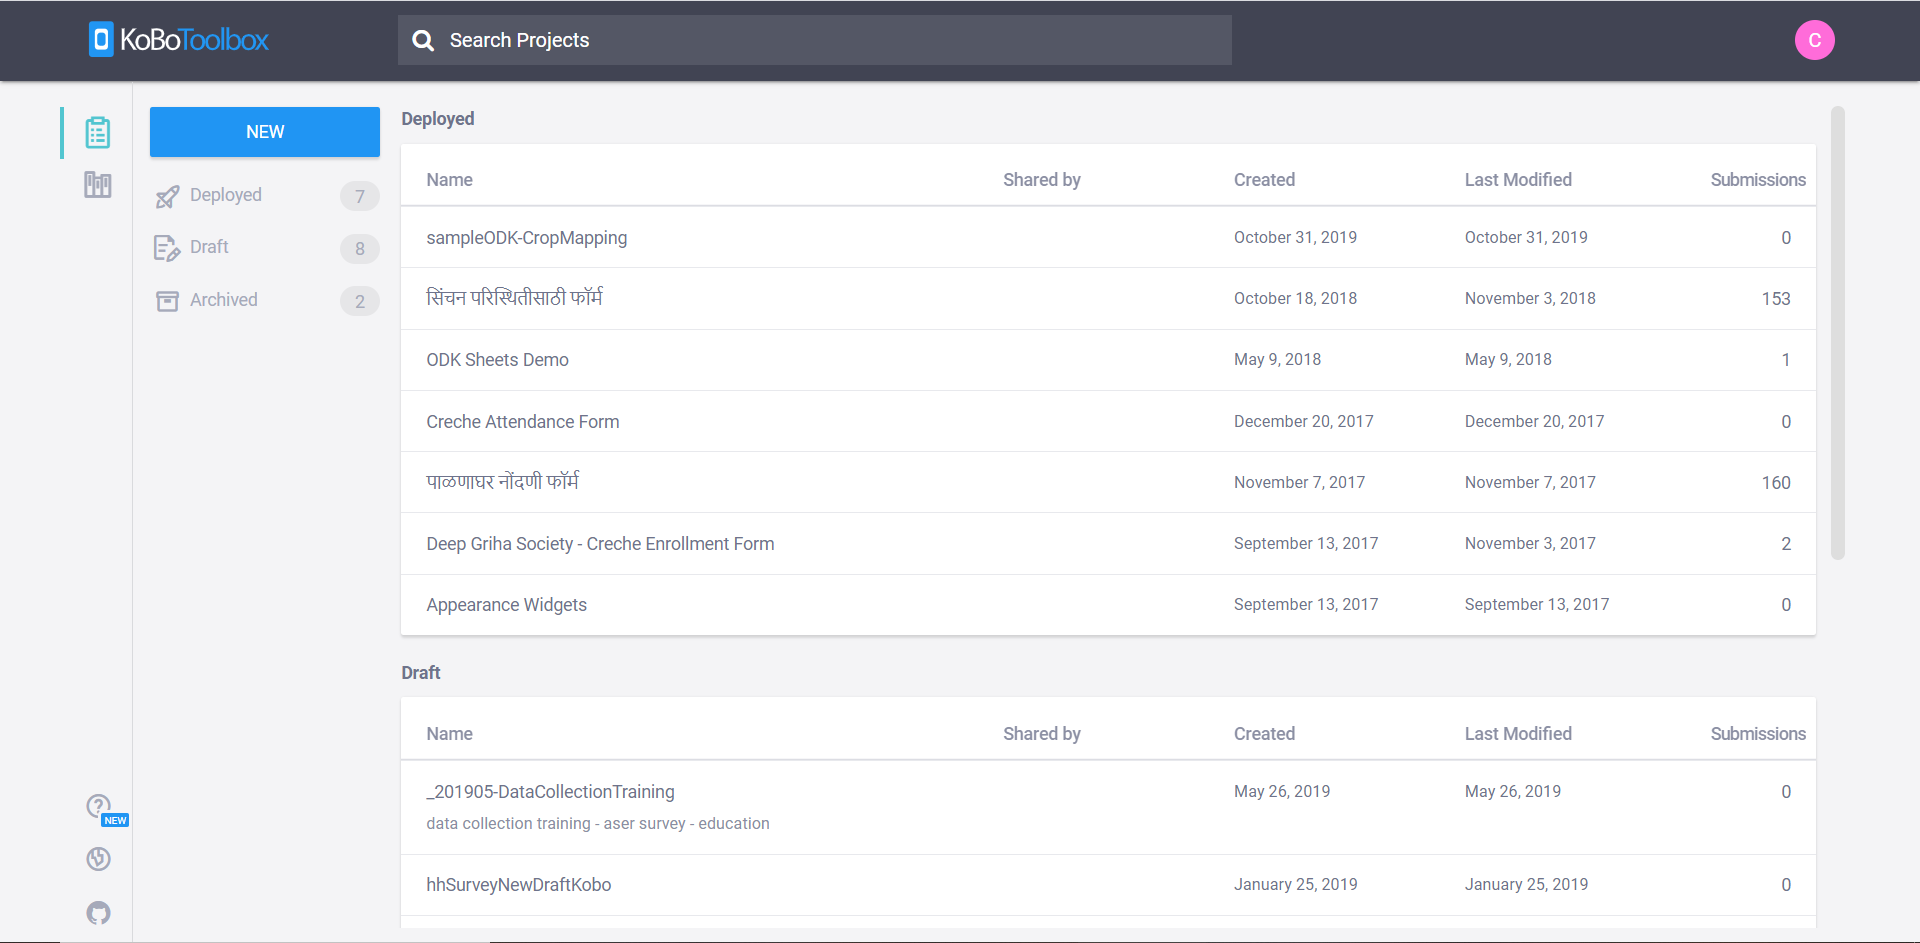 KoBoToolbox
Search Projects
C
NEW
Deployed 7
Draft 8
Archived 2
Deployed
Name Shared by Created Last Modified Submissions
sampleODK-CropMapping October 31, 2019 October 31, 2019 0
सिंचन परिस्थितीसाठी फॉर्म October 18, 2018 November 3, 2018 153
ODK Sheets Demo May 9, 2018 May 9, 2018 1
Creche Attendance Form December 20, 2017 December 20, 2017 0
पाळणाघर नोंदणी फॉर्म November 7, 2017 November 7, 2017 160
Deep Griha Society - Creche Enrollment Form September 13, 2017 November 3, 2017 2
Appearance Widgets September 13, 2017 September 13, 2017 0
Draft
Name Shared by Created Last Modified Submissions
_201905-DataCollectionTraining May 26, 2019 May 26, 2019 0
data collection training - aser survey - education
hhSurveyNewDraftKobo January 25, 2019 January 25, 2019 0
NEW